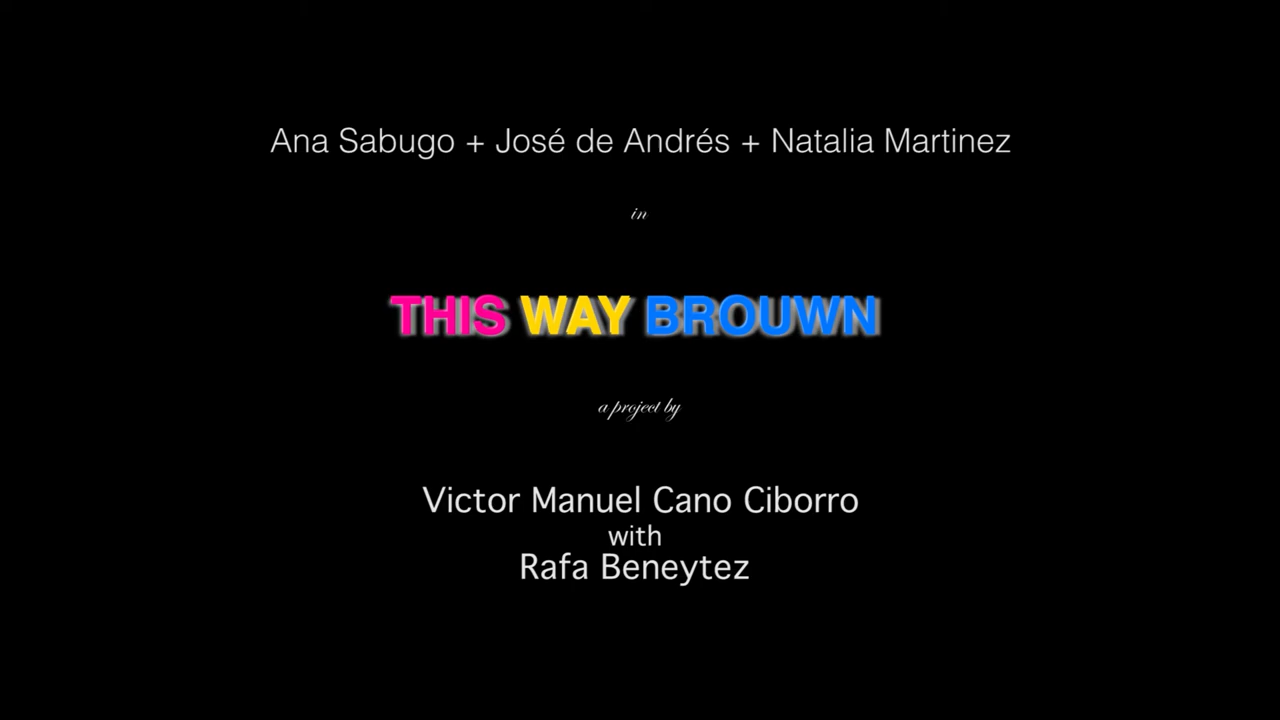 Ana Sabugo + José de Andrés + Natalia Martinez
in
THIS WAY BROUWN
a project by
Victor Manuel Cano Ciborro
with
Rafa Beneytez